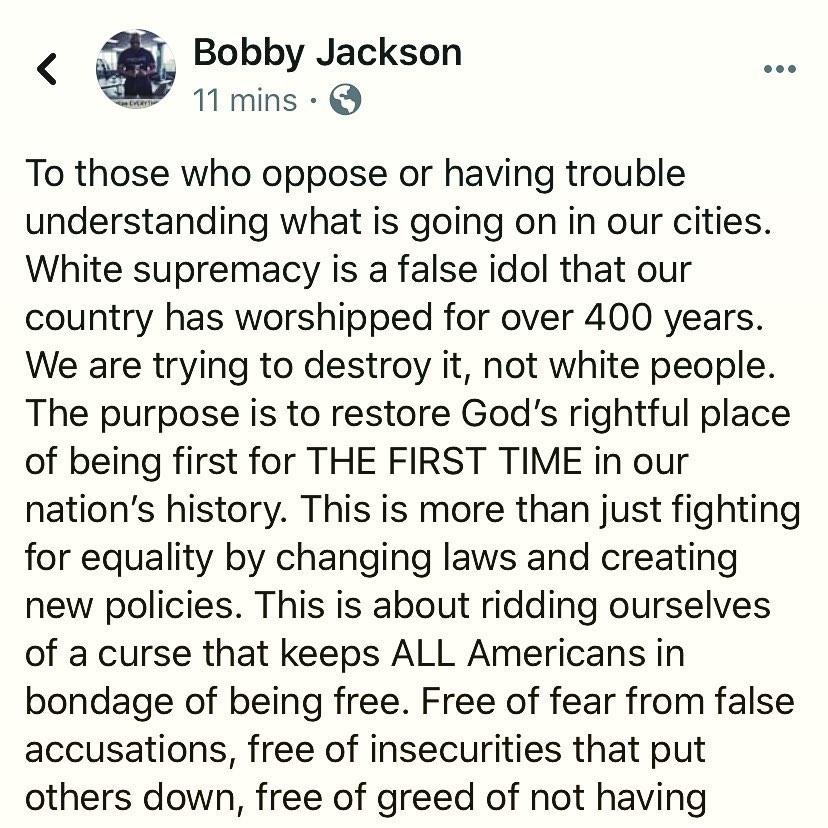 Bobby Jackson
11 mins ·
To those who oppose or having trouble
understanding what is going on in our cities.
White supremacy is a false idol that our
country has worshipped for over 400 years.
We are trying to destroy it, not white people.
The purpose is to restore God's rightful place
of being first for THE FIRST TIME in our
nation's history. This is more than just fighting
for equality by changing laws and creating
new policies. This is about ridding ourselves
of a curse that keeps ALL Americans in
bondage of being free. Free of fear from false
accusations, free of insecurities that put
others down, free of greed of not having